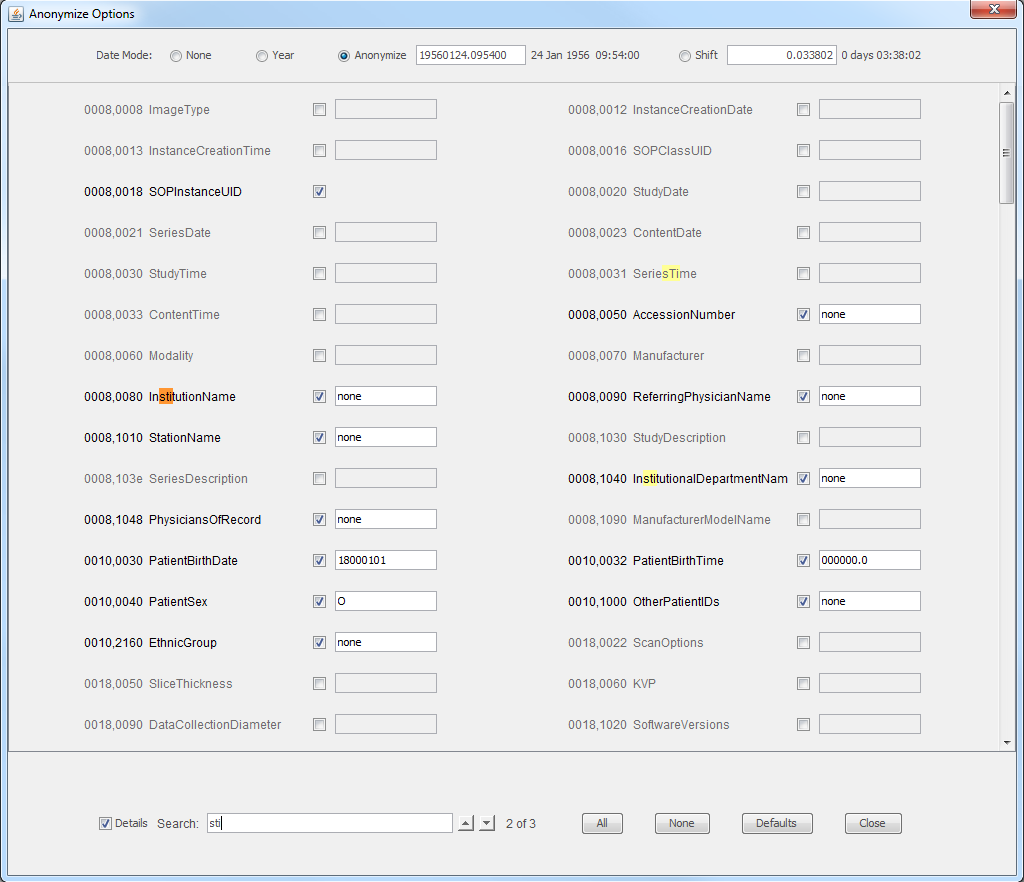 Anonymize Options
Date Mode: None Year Anonymize 19560124.095400 24 Jan 1956 09:54:00 Shift 0.033802 0 days 03:38:02
0008,0008 ImageType 0008,0012 InstanceCreationDate
0008,0013 InstanceCreationTime 0008,0016 SOPClassUID
0008,0018 SOPInstanceUID 0008,0020 StudyDate
0008,0021 SeriesDate 0008,0023 ContentDate
0008,0030 StudyTime 0008,0031 SeriesTime
0008,0033 ContentTime 0008,0050 AccessionNumber none
0008,0060 Modality 0008,0070 Manufacturer
0008,0080 InstitutionName none 0008,0090 ReferringPhysicianName none
0008,1010 StationName none 0008,1030 StudyDescription
0008,103e SeriesDescription 0008,1040 InstitutionalDepartmentNam none
0008,1048 PhysiciansOfRecord none 0008,1090 ManufacturerModelName
0010,0030 PatientBirthDate 18000101 0010,0032 PatientBirthTime 000000.0
0010,0040 PatientSex O 0010,1000 OtherPatientIDs none
0010,2160 EthnicGroup none 0018,0022 ScanOptions
0018,0050 SliceThickness 0018,0060 KVP
0018,0090 DataCollectionDiameter 0018,1020 SoftwareVersions
Details Search: sti 2 of 3 All None Defaults Close